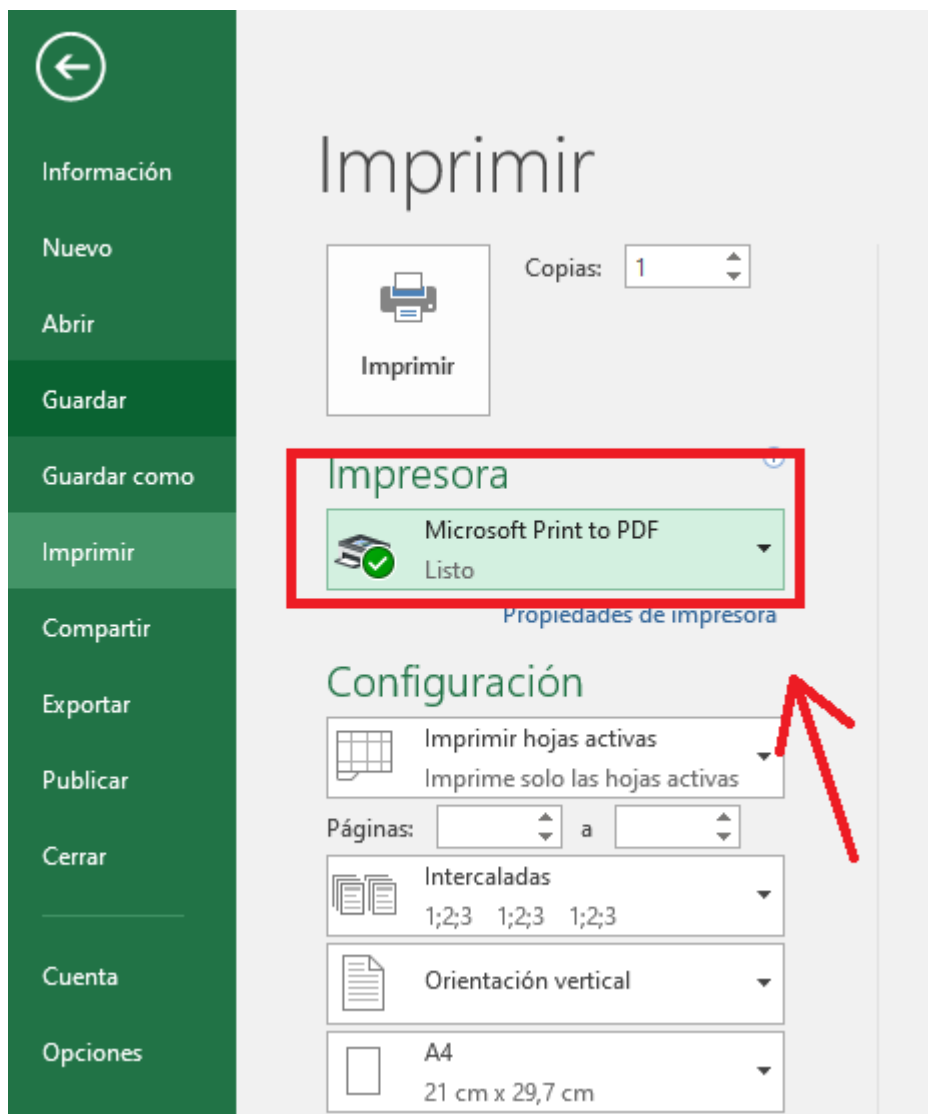 Información
Nuevo
Abrir
Guardar
Guardar como
Imprimir
Compartir
Exportar
Publicar
Cerrar
Cuenta
Opciones
Imprimir
Imprimir
Copias: 1
Impresora
Microsoft Print to PDF
Listo
Propiedades de impresora
Configuración
Imprimir hojas activas
Imprime solo las hojas activas
Páginas: a
Intercaladas
1;2;3 1;2;3 1;2;3
Orientación vertical
A4
21 cm x 29,7 cm